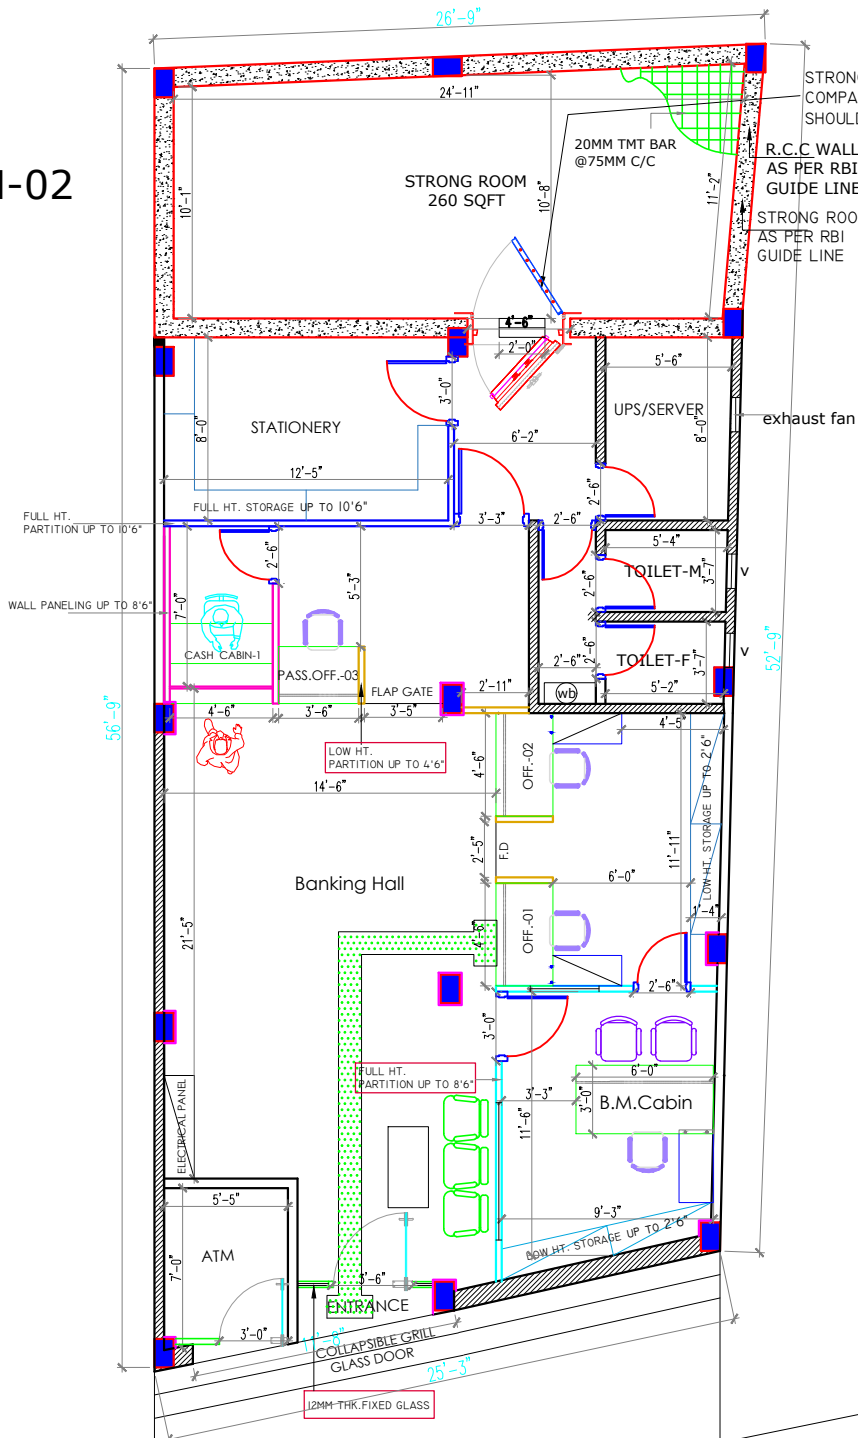 26'-9"
24'-11"
STRONG
COMPA
SHOULD
20MM TMT BAR
@75MM C/C
R.C.C WALL
AS PER RBI
GUIDE LINE
STRONG ROO
AS PER RBI
GUIDE LINE
-02
STRONG ROOM
260 SQFT
10'-1"
10'-8"
11'-2"
4'-6"
2'-0"
5'-6"
3'-0"
STATIONERY
UPS/SERVER
exhaust fan
8'-0"
8'-0"
6'-2"
12'-5"
2'-6"
FULL HT. STORAGE UP TO 10'6"
FULL HT.
PARTITION UP TO 10'6"
3'-3"
2'-6"
5'-4"
2'-6"
5'-3"
TOILET-M
3'-7"
V
2'-6"
WALL PANELING UP TO 8'6"
7'-0"
CASH CABIN-1
PASS.OFF.-03
2'-6"
2'-6"
TOILET-F
3'-7"
V
52'-9"
FLAP GATE
2'-11"
wb
5'-2"
4'-6"
3'-6"
3'-5"
4'-5"
56'-9"
LOW HT.
PARTITION UP TO 4'6"
4'-6"
OFF.-02
14'-6"
LOW HT. STORAGE UP TO 2'6"
2'-5"
F.D
11'-11"
Banking Hall
6'-0"
21'-5"
4'-6"
OFF.-01
1'-4"
2'-6"
3'-0"
FULL HT.
PARTITION UP TO 8'6"
6'-0"
3'-3"
3'-0"
B.M.Cabin
11'-6"
ELECTRICAL PANEL
5'-5"
9'-3"
LOW HT. STORAGE UP TO 2'6"
ATM
7'-0"
3'-6"
ENTRANCE
3'-0"
11'-8"
COLLAPSIBLE GRILL
GLASS DOOR
25'-3"
12MM THK.FIXED GLASS